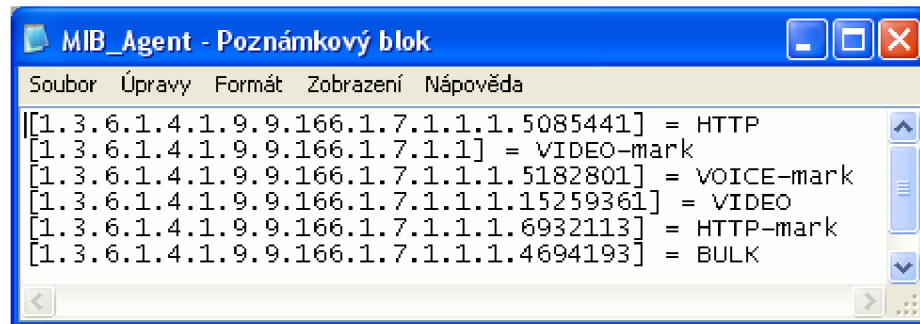 MIB_Agent - Poznámkový blok
Soubor Úpravy Formát Zobrazení Nápověda
[1.3.6.1.4.1.9.9.166.1.7.1.1.1.5085441] = HTTP
[1.3.6.1.4.1.9.9.166.1.7.1.1] = VIDEO-mark
[1.3.6.1.4.1.9.9.166.1.7.1.1.1.5182801] = VOICE-mark
[1.3.6.1.4.1.9.9.166.1.7.1.1.1.15259361] = VIDEO
[1.3.6.1.4.1.9.9.166.1.7.1.1.1.6932113] = HTTP-mark
[1.3.6.1.4.1.9.9.166.1.7.1.1.1.4694193] = BULK